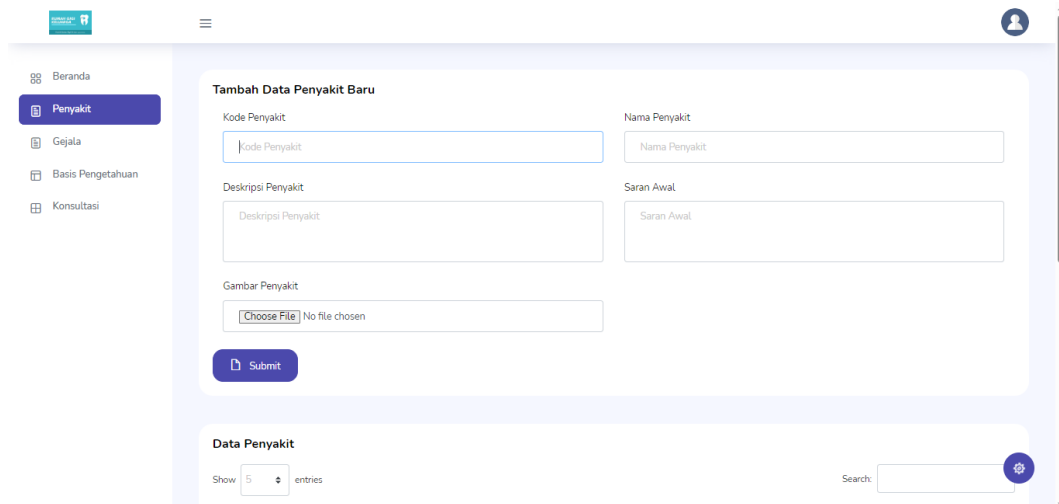 Beranda
Penyakit
Gejala
Basis Pengetahuan
Konsultasi
Tambah Data Penyakit Baru
Kode Penyakit
Nama Penyakit
Kode Penyakit
Nama Penyakit
Deskripsi Penyakit
Saran Awal
Deskripsi Penyakit
Saran Awal
Gambar Penyakit
Choose File No file chosen
Submit
Data Penyakit
Show 5 entries
Search: